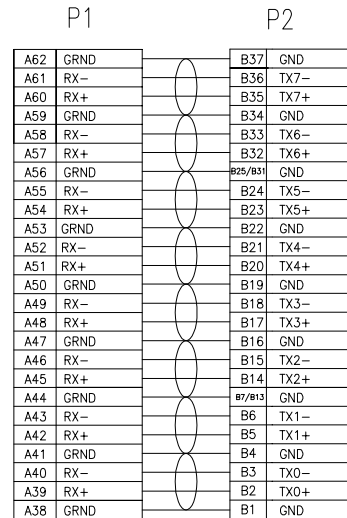 P1 P2
A62 GRND B37 GND
A61 RX− B36 TX7−
A60 RX+ B35 TX7+
A59 GRND B34 GND
A58 RX− B33 TX6−
A57 RX+ B32 TX6+
A56 GRND B25/B31 GND
A55 RX− B24 TX5−
A54 RX+ B23 TX5+
A53 GRND B22 GND
A52 RX− B21 TX4−
A51 RX+ B20 TX4+
A50 GRND B19 GND
A49 RX− B18 TX3−
A48 RX+ B17 TX3+
A47 GRND B16 GND
A46 RX− B15 TX2−
A45 RX+ B14 TX2+
A44 GRND B7/B13 GND
A43 RX− B6 TX1−
A42 RX+ B5 TX1+
A41 GRND B4 GND
A40 RX− B3 TX0−
A39 RX+ B2 TX0+
A38 GRND B1 GND